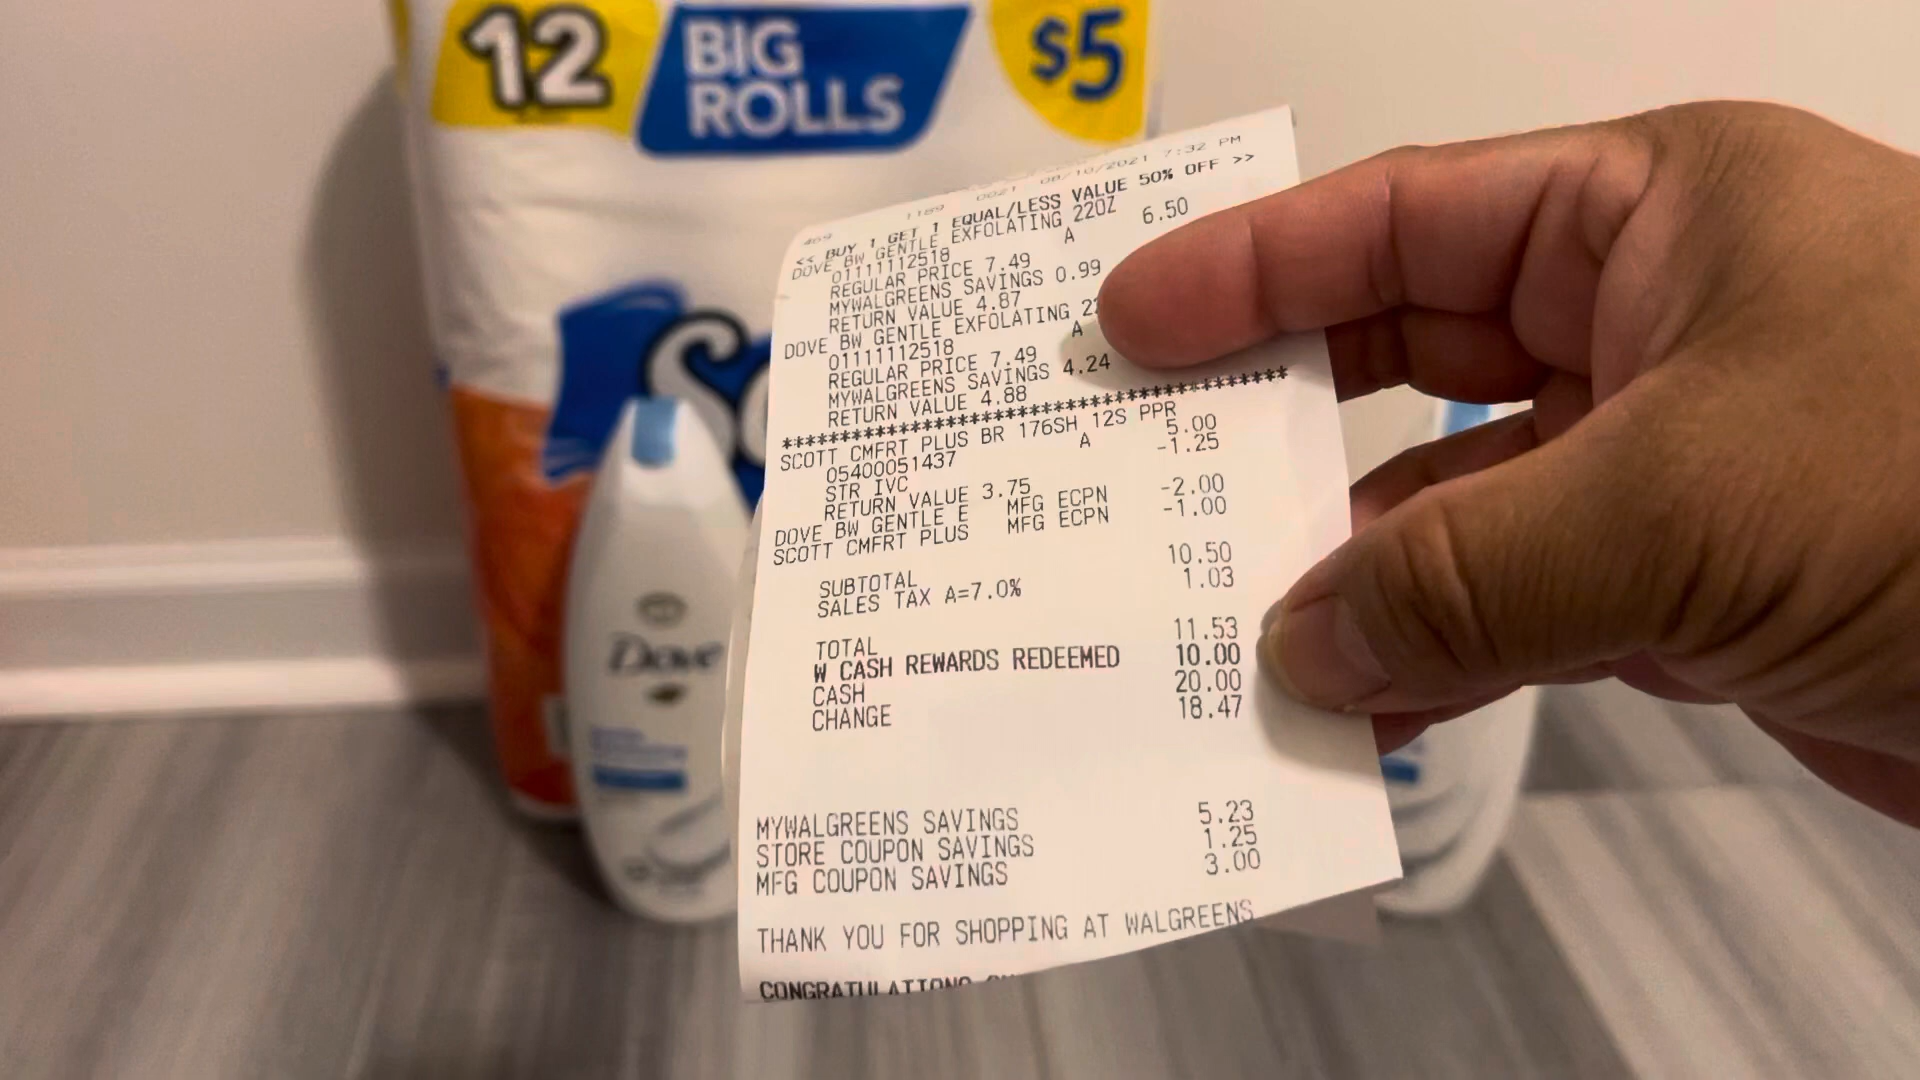 12
BIG
ROLLS
$5
Sc
Dove
469 1189 0021 08/10/2021 7:32 PM
<< BUY 1 GET 1 EQUAL/LESS VALUE 50% OFF >>
DOVE BW GENTLE EXFOLATING 22OZ
A 6.50
01111112518
REGULAR PRICE 7.49
MYWALGREENS SAVINGS 0.99
RETURN VALUE 4.87
DOVE BW GENTLE EXFOLATING 22
A
01111112518
REGULAR PRICE 7.49
MYWALGREENS SAVINGS 4.24
RETURN VALUE 4.88
****************************************
SCOTT CMFRT PLUS BR 176SH 12S PPR
05400051437 A 5.00
STR IVC -1.25
RETURN VALUE 3.75
DOVE BW GENTLE E MFG ECPN -2.00
SCOTT CMFRT PLUS MFG ECPN -1.00
SUBTOTAL 10.50
SALES TAX A=7.0% 1.03
TOTAL 11.53
W CASH REWARDS REDEEMED 10.00
CASH 20.00
CHANGE 18.47
MYWALGREENS SAVINGS 5.23
STORE COUPON SAVINGS 1.25
MFG COUPON SAVINGS 3.00
THANK YOU FOR SHOPPING AT WALGREENS
CONGRATULATIONS